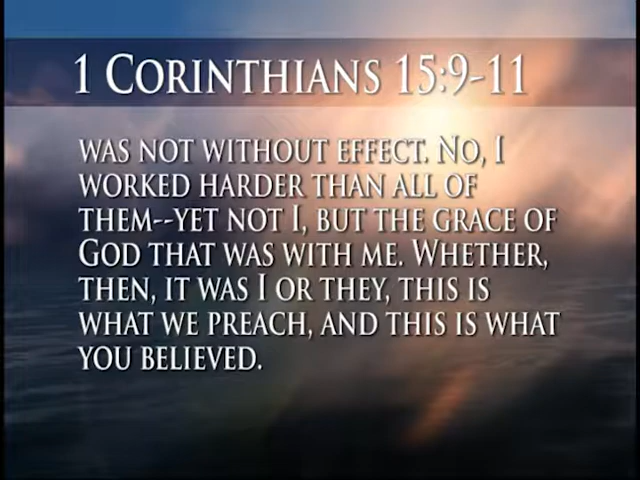 1 Corinthians 15:9-11
was not without effect. No, I
worked harder than all of
them--yet not I, but the grace of
God that was with me. Whether,
then, it was I or they, this is
what we preach, and this is what
you believed.